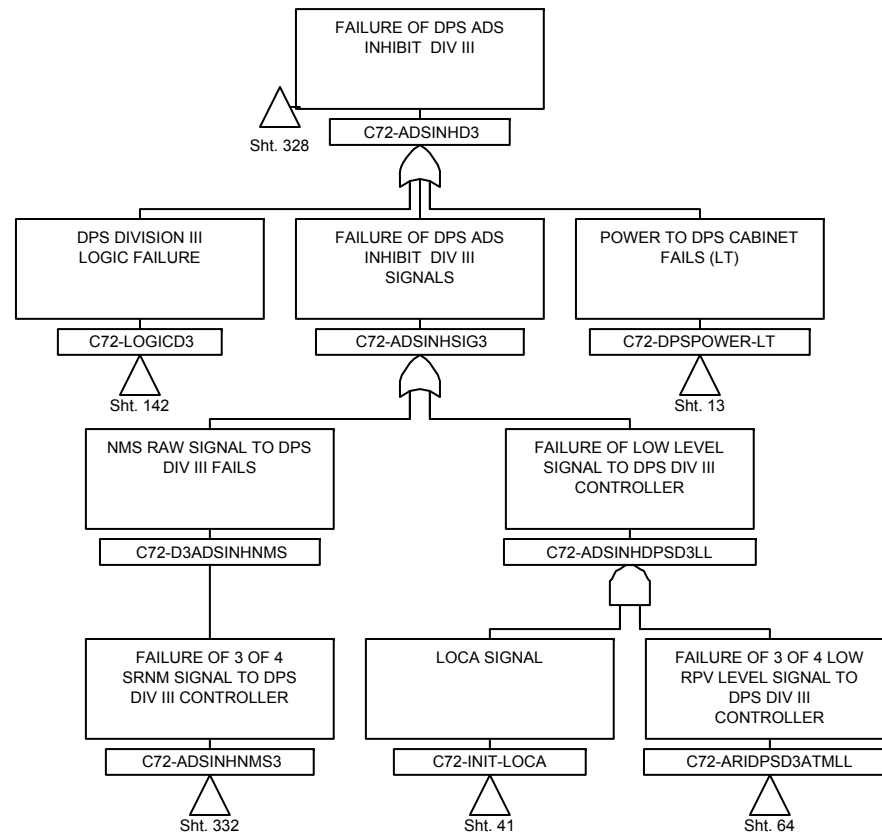 FAILURE OF DPS ADS
INHIBIT DIV III
Sht. 328
C72-ADSINHD3
DPS DIVISION III
LOGIC FAILURE
C72-LOGICD3
Sht. 142
FAILURE OF DPS ADS
INHIBIT DIV III
SIGNALS
C72-ADSINHSIG3
POWER TO DPS CABINET
FAILS (LT)
C72-DPSPOWER-LT
Sht. 13
NMS RAW SIGNAL TO DPS
DIV III FAILS
C72-D3ADSINHNMS
FAILURE OF LOW LEVEL
SIGNAL TO DPS DIV III
CONTROLLER
C72-ADSINHDPSD3LL
FAILURE OF 3 OF 4
SRNM SIGNAL TO DPS
DIV III CONTROLLER
C72-ADSINHNMS3
Sht. 332
LOCA SIGNAL
C72-INIT-LOCA
Sht. 41
FAILURE OF 3 OF 4 LOW
RPV LEVEL SIGNAL TO
DPS DIV III
CONTROLLER
C72-ARIDPSD3ATMLL
Sht. 64